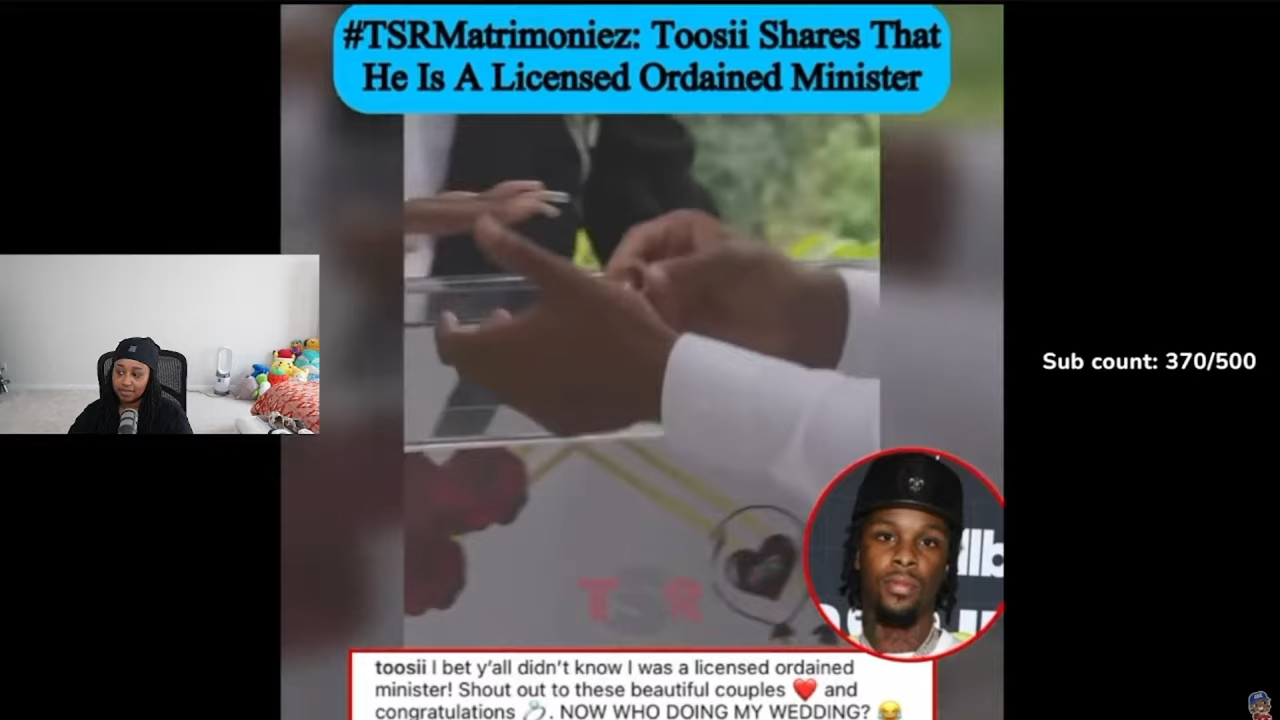 #TSRMatrimoniez: Toosii Shares That
He Is A Licensed Ordained Minister
Sub count: 370/500
TSR
toosii I bet y'all didn't know I was a licensed ordained
minister! Shout out to these beautiful couples ❤️ and
congratulations 💍. NOW WHO DOING MY WEDDING? 😂